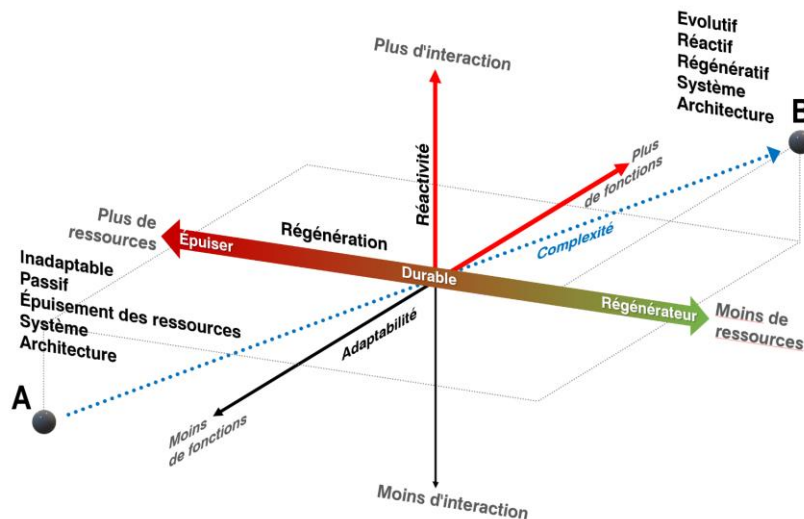 Evolutif
Réactif
Régénératif
Système
Architecture
B
Plus d'interaction
Réactivité
Plus
de fonctions
Complexité
Plus de
ressources
Épuiser
Régénération
Durable
Régénérateur
Moins de
ressources
Inadaptable
Passif
Épuisement des ressources
Système
Architecture
A
Adaptabilité
Moins
de fonctions
Moins d'interaction